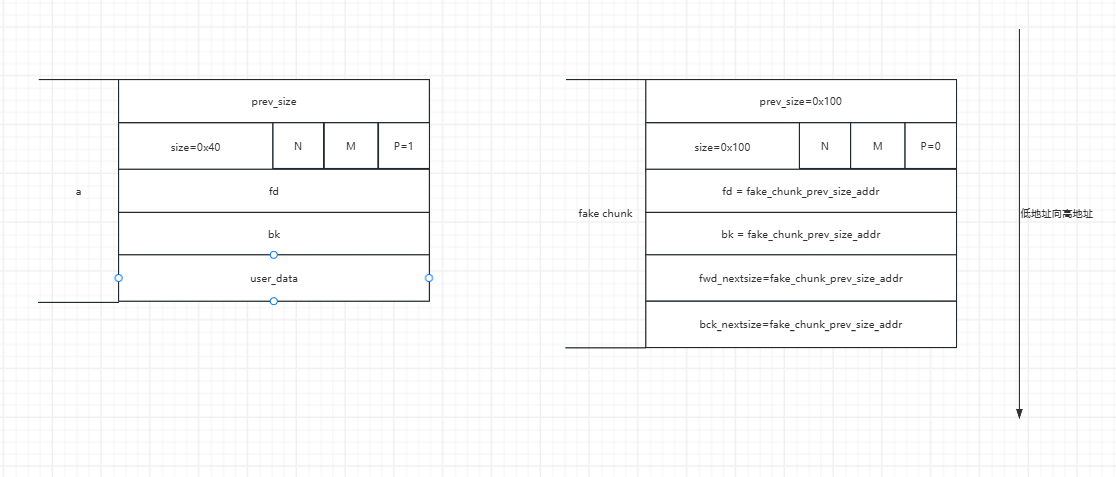 prev_size
size=0x40
N
M
P=1
a
fd
bk
user_data
prev_size=0x100
size=0x100
N
M
P=0
fake chunk
fd = fake_chunk_prev_size_addr
bk = fake_chunk_prev_size_addr
fwd_nextsize=fake_chunk_prev_size_addr
bck_nextsize=fake_chunk_prev_size_addr
低地址向高地址